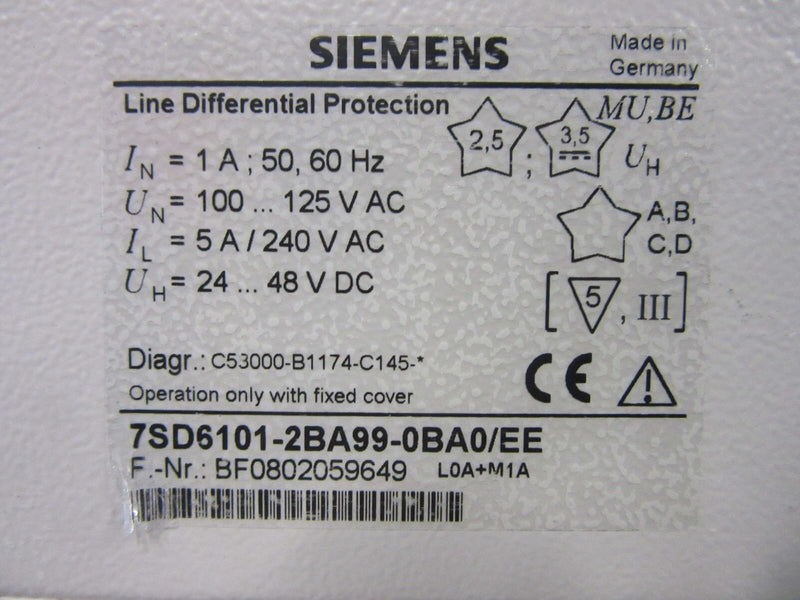 SIEMENS
Made in
Germany
Line Differential Protection
2,5 ; 3,5 MU,BE
I_N = 1 A ; 50, 60 Hz
U_H
U_N = 100 ... 125 V AC
A,B,
C,D
I_L = 5 A / 240 V AC
U_H = 24 ... 48 V DC
[ 5 , III ]
Diagr.: C53000-B1174-C145-*
CE
Operation only with fixed cover
7SD6101-2BA99-0BA0/EE
F.-Nr.: BF0802059649 L0A+M1A